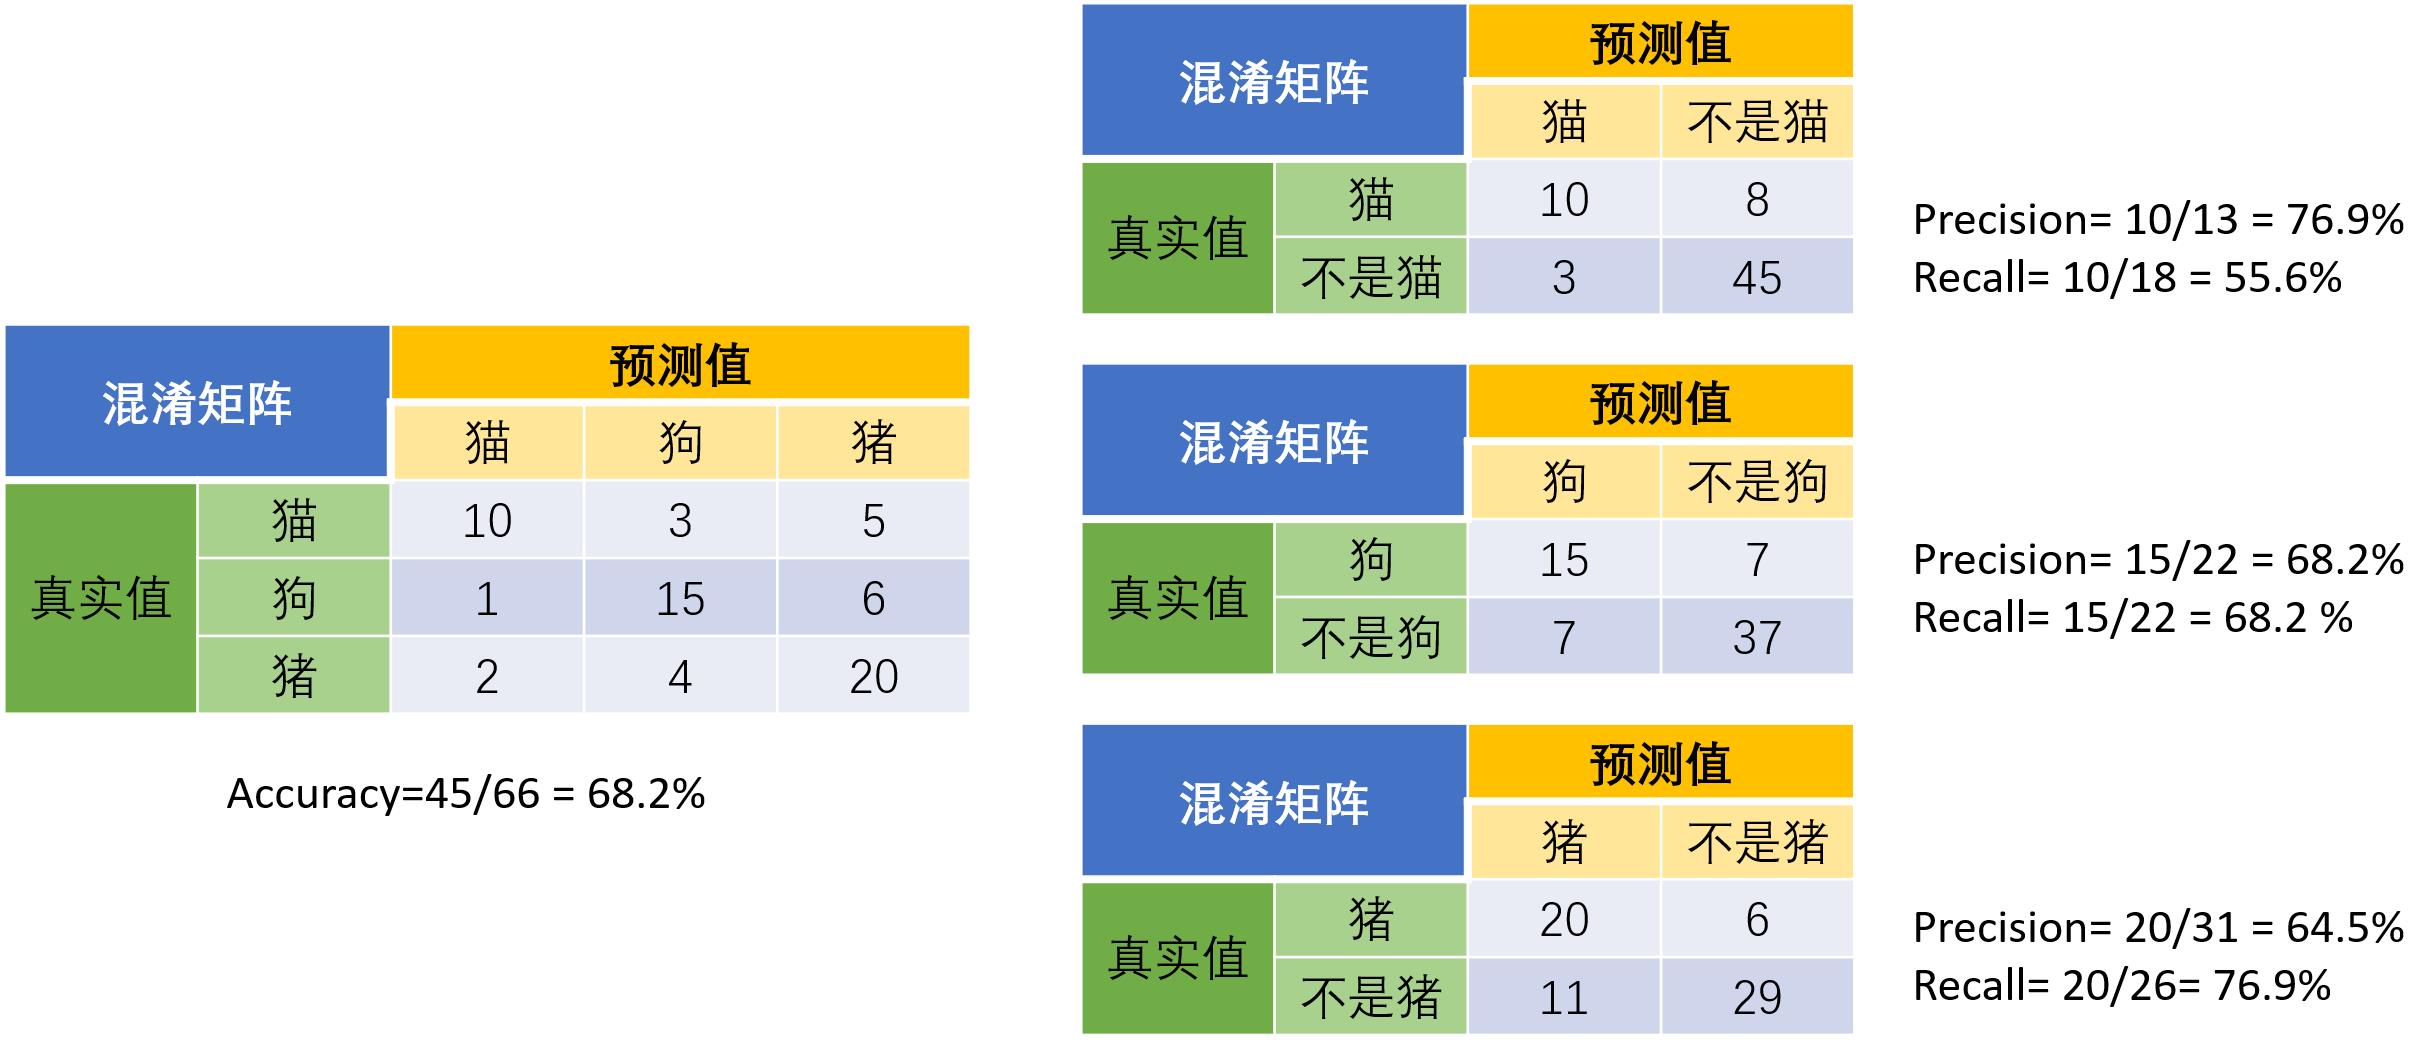 混淆矩阵 预测值
猫 狗 猪
真实值 猫 10 3 5
狗 1 15 6
猪 2 4 20
Accuracy=45/66 = 68.2%
混淆矩阵 预测值
猫 不是猫
真实值 猫 10 8
不是猫 3 45
Precision= 10/13 = 76.9%
Recall= 10/18 = 55.6%
混淆矩阵 预测值
狗 不是狗
真实值 狗 15 7
不是狗 7 37
Precision= 15/22 = 68.2%
Recall= 15/22 = 68.2 %
混淆矩阵 预测值
猪 不是猪
真实值 猪 20 6
不是猪 11 29
Precision= 20/31 = 64.5%
Recall= 20/26= 76.9%